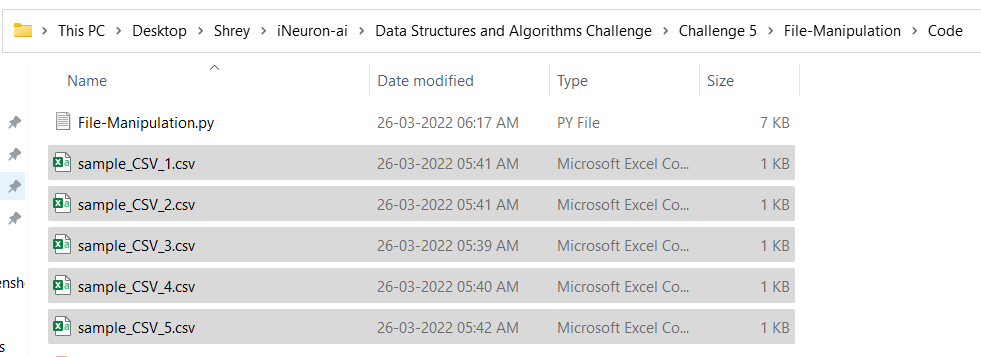 This PC > Desktop > Shrey > iNeuron-ai > Data Structures and Algorithms Challenge > Challenge 5 > File-Manipulation > Code
Name Date modified Type Size
File-Manipulation.py 26-03-2022 06:17 AM PY File 7 KB
sample_CSV_1.csv 26-03-2022 05:41 AM Microsoft Excel Co... 1 KB
sample_CSV_2.csv 26-03-2022 05:41 AM Microsoft Excel Co... 1 KB
sample_CSV_3.csv 26-03-2022 05:39 AM Microsoft Excel Co... 1 KB
ensh
sample_CSV_4.csv 26-03-2022 05:40 AM Microsoft Excel Co... 1 KB
sample_CSV_5.csv 26-03-2022 05:42 AM Microsoft Excel Co... 1 KB
s